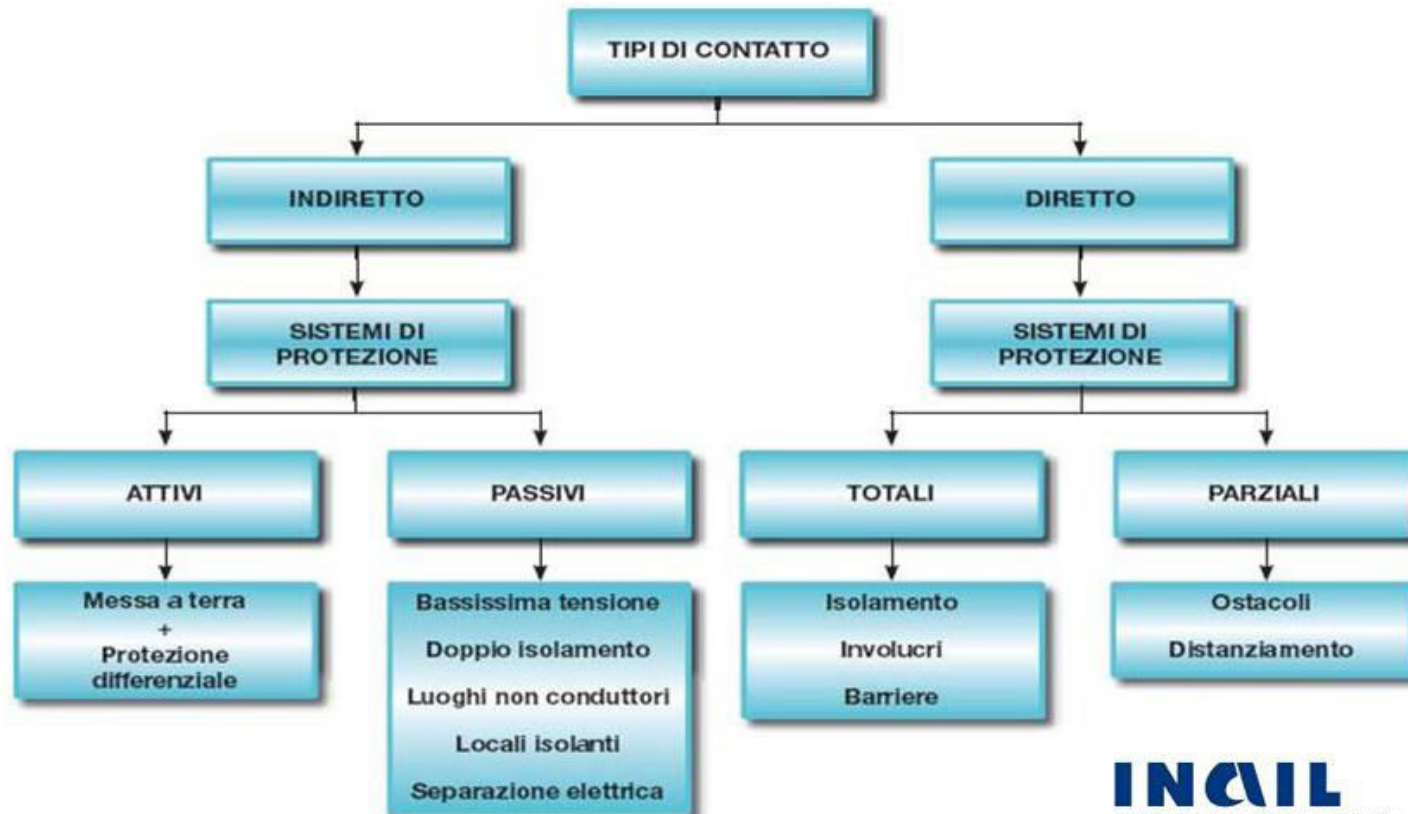 TIPI DI CONTATTO
INDIRETTO
DIRETTO
SISTEMI DI
PROTEZIONE
SISTEMI DI
PROTEZIONE
ATTIVI
PASSIVI
TOTALI
PARZIALI
Messa a terra
+
Protezione
differenziale
Bassissima tensione
Doppio isolamento
Luoghi non conduttori
Locali isolanti
Separazione elettrica
Isolamento
Involucri
Barriere
Ostacoli
Distanziamento
INAIL